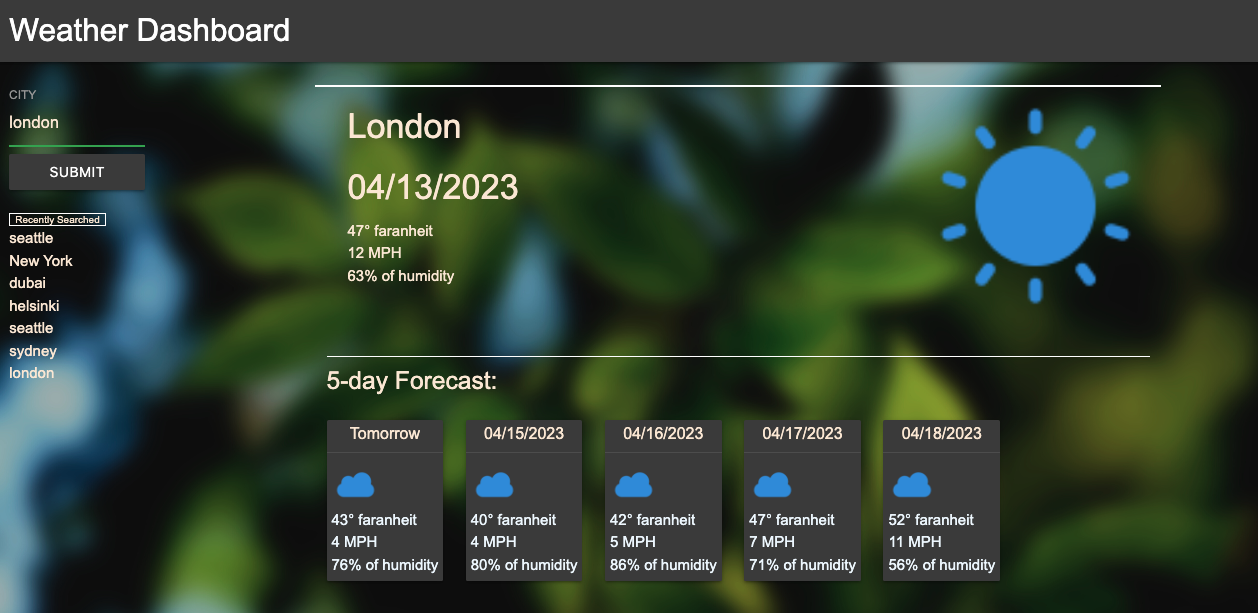 Weather Dashboard
CITY
london
SUBMIT
Recently Searched
seattle
New York
dubai
helsinki
seattle
sydney
london
London
04/13/2023
47° faranheit
12 MPH
63% of humidity
5-day Forecast:
Tomorrow
43° faranheit
4 MPH
76% of humidity
04/15/2023
40° faranheit
4 MPH
80% of humidity
04/16/2023
42° faranheit
5 MPH
86% of humidity
04/17/2023
47° faranheit
7 MPH
71% of humidity
04/18/2023
52° faranheit
11 MPH
56% of humidity